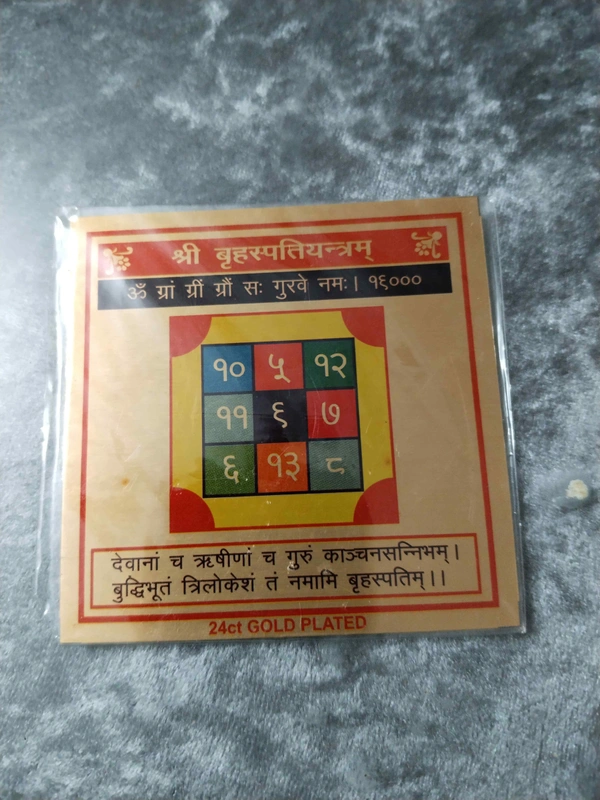 श्री बृहस्पतियन्त्रम्
ॐ ग्रां ग्रीं ग्रौं सः गुरवे नमः। १६०००
१० ५ १२
११ ९ ७
६ १३ ८
देवानां च ऋषीणां च गुरुं काञ्चनसन्निभम्।
बुद्धिभूतं त्रिलोकेशं तं नमामि बृहस्पतिम्।।
24ct GOLD PLATED